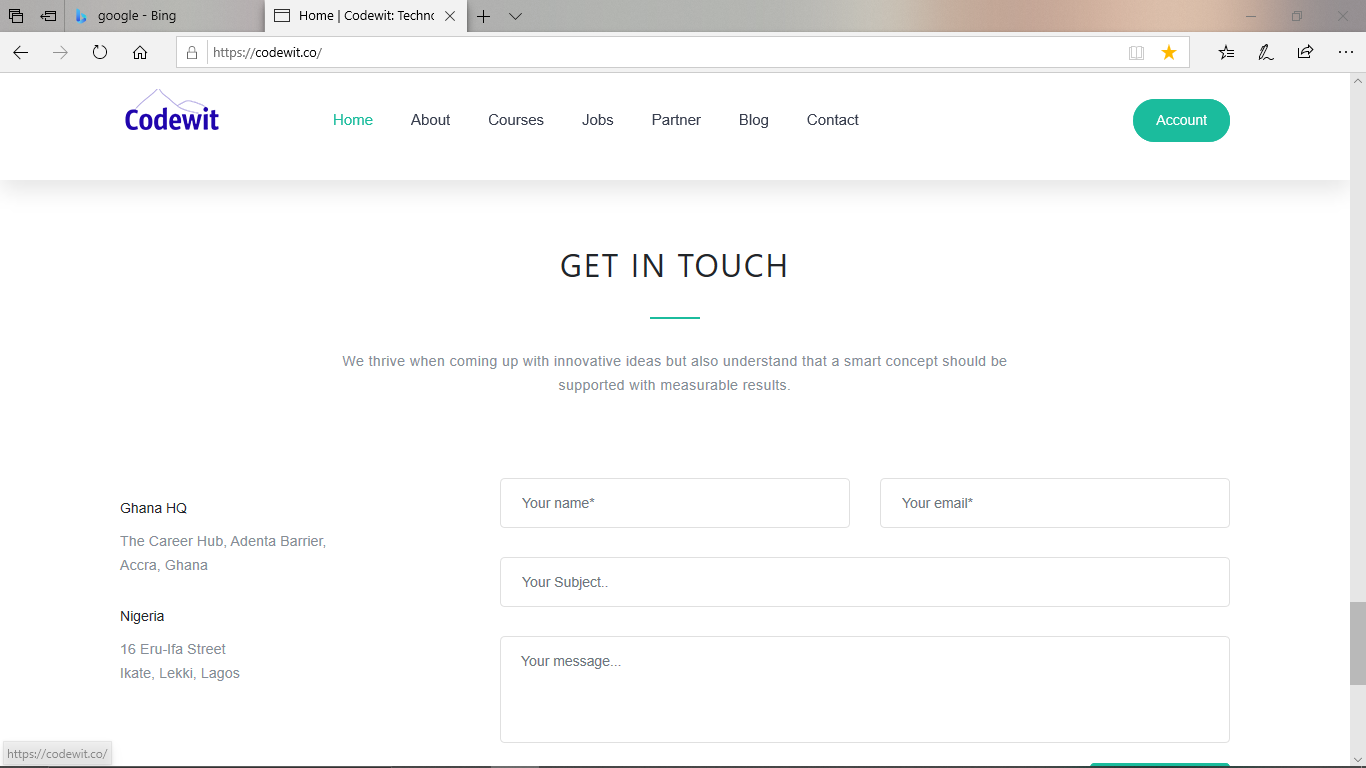 google - Bing
Home | Codewit: Techno
https://codewit.co/
Codewit
Home About Courses Jobs Partner Blog Contact Account
GET IN TOUCH
We thrive when coming up with innovative ideas but also understand that a smart concept should be
supported with measurable results.
Ghana HQ
The Career Hub, Adenta Barrier,
Accra, Ghana
Nigeria
16 Eru-Ifa Street
Ikate, Lekki, Lagos
Your name*
Your email*
Your Subject..
Your message...
https://codewit.co/